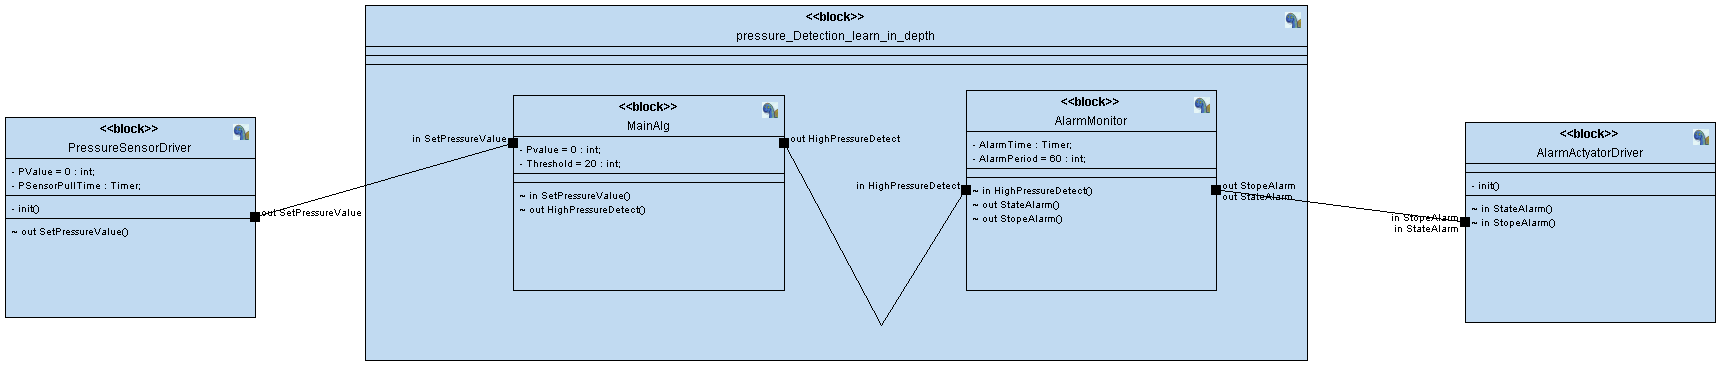 <<block>>
pressure_Detection_learn_in_depth
<<block>>
PressureSensorDriver
- PValue = 0 : int;
- PSensorPullTime : Timer;
- init()
~ out SetPressureValue()
out SetPressureValue
in SetPressureValue
<<block>>
MainAlg
- Pvalue = 0 : int;
- Threshold = 20 : int;
~ in SetPressureValue()
~ out HighPressureDetect()
out HighPressureDetect
in HighPressureDetect
<<block>>
AlarmMonitor
- AlarmTime : Timer;
- AlarmPeriod = 60 : int;
~ in HighPressureDetect()
~ out StateAlarm()
~ out StopeAlarm()
out StopeAlarm
out StateAlarm
in StopeAlarm
in StateAlarm
<<block>>
AlarmActyatorDriver
- init()
~ in StateAlarm()
~ in StopeAlarm()